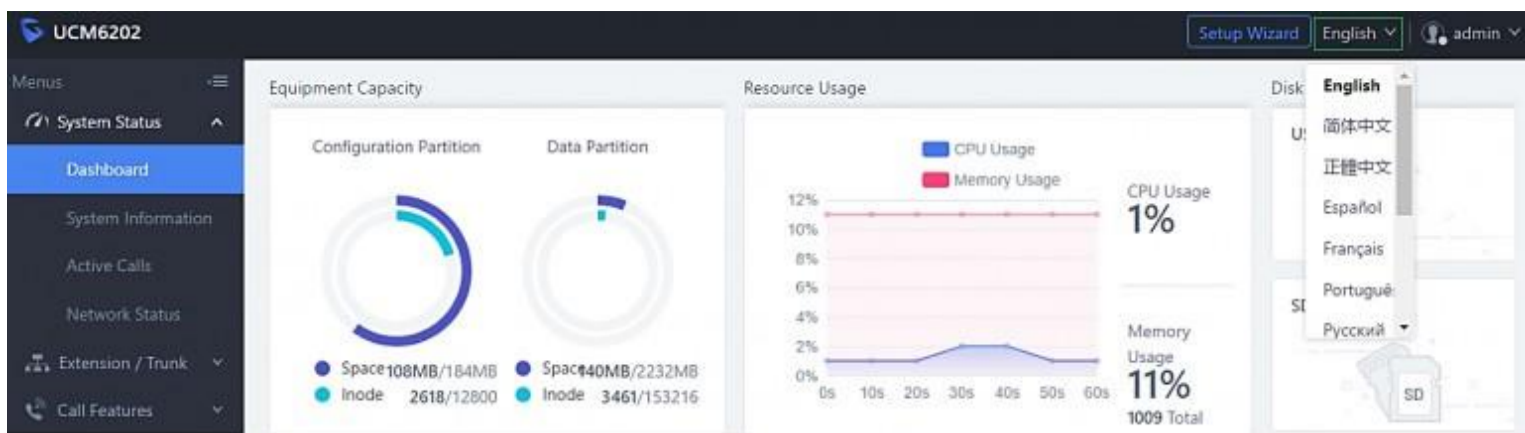 UCM6202
Setup Wizard
English
admin
Menus
System Status
Dashboard
System Information
Active Calls
Network Status
Extension / Trunk
Call Features
Equipment Capacity
Configuration Partition
Data Partition
Space 108MB/184MB
Inode 2618/12800
Space 140MB/2232MB
Inode 3461/153216
Resource Usage
CPU Usage
Memory Usage
12%
10%
8%
6%
4%
2%
0%
0s 10s 20s 30s 40s 50s 60s
CPU Usage
1%
Memory
Usage
11%
1009 Total
Disk
English
简体中文
正體中文
Español
Français
Portuguê
Русский
SD